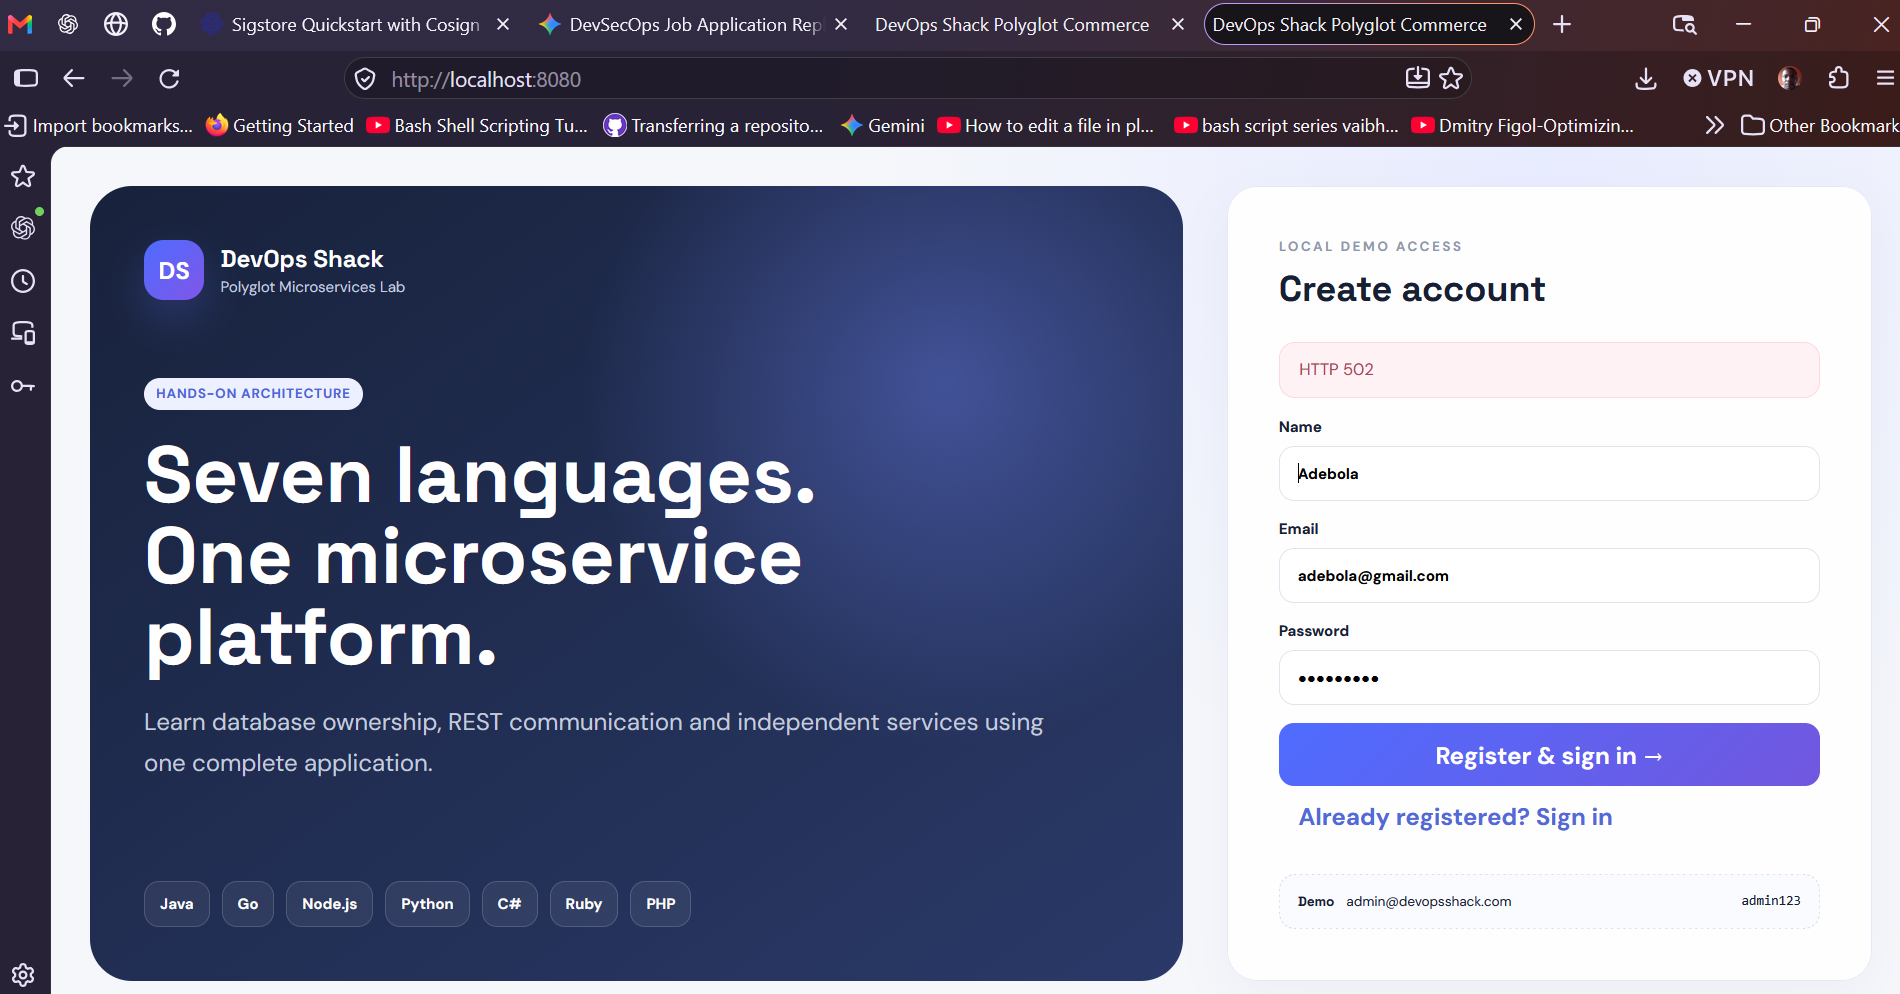 Sigstore Quickstart with Cosign
DevSecOps Job Application Rep
DevOps Shack Polyglot Commerce
DevOps Shack Polyglot Commerce
http://localhost:8080
VPN
Import bookmarks...
Getting Started
Bash Shell Scripting Tu...
Transferring a reposito...
Gemini
How to edit a file in pl...
bash script series vaibh...
Dmitry Figol-Optimizin...
Other Bookmark
DS
DevOps Shack
Polyglot Microservices Lab
HANDS-ON ARCHITECTURE
Seven languages.
One microservice
platform.
Learn database ownership, REST communication and independent services using
one complete application.
Java
Go
Node.js
Python
C#
Ruby
PHP
LOCAL DEMO ACCESS
Create account
HTTP 502
Name
Adebola
Email
adebola@gmail.com
Password
•••••••••
Register & sign in →
Already registered? Sign in
Demo admin@devopsshack.com admin123